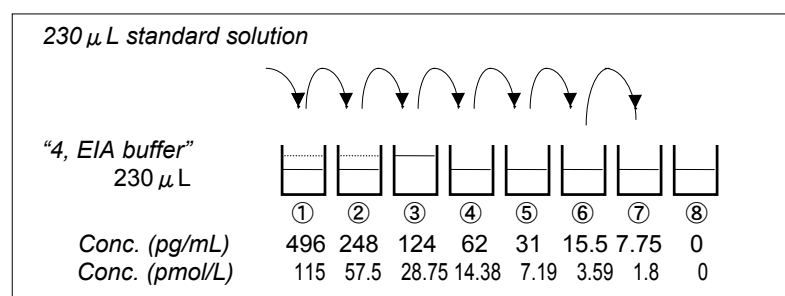 230 μL standard solution
“4, EIA buffer”
230 μL
① ② ③ ④ ⑤ ⑥ ⑦ ⑧
Conc. (pg/mL) 496 248 124 62 31 15.5 7.75 0
Conc. (pmol/L) 115 57.5 28.75 14.38 7.19 3.59 1.8 0